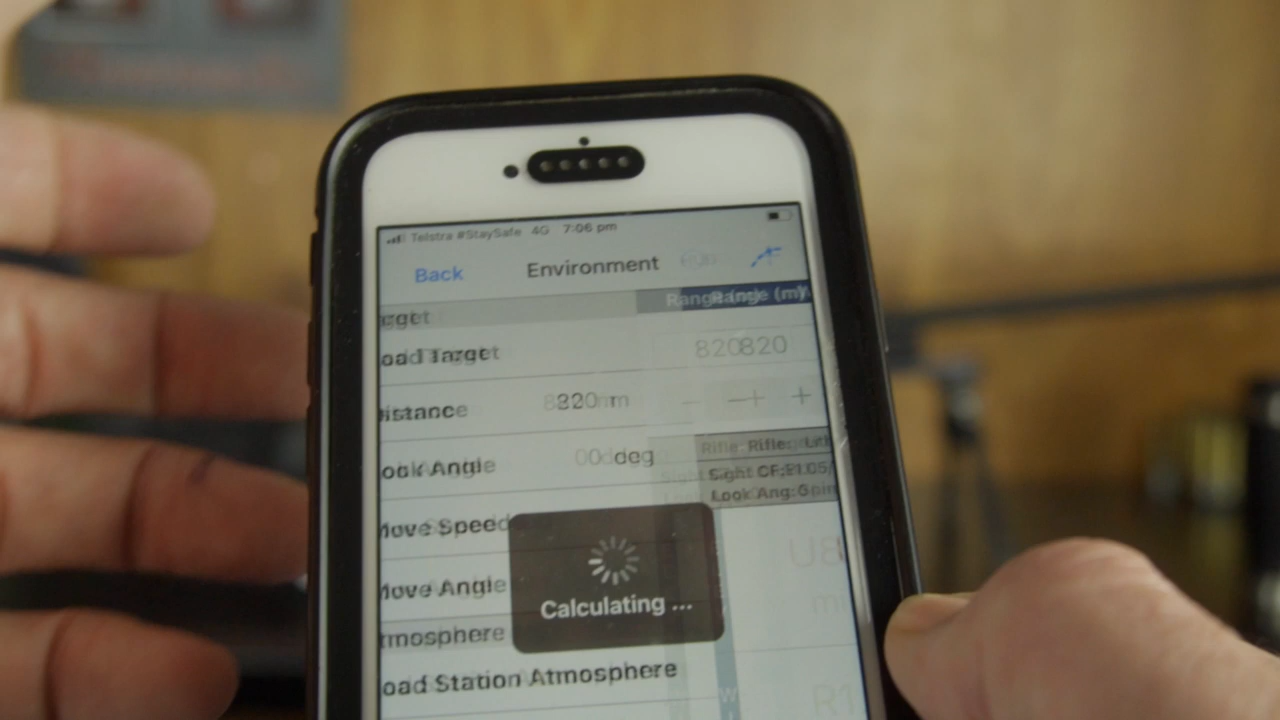 Telstra #StaySafe 4G 7:06 pm
Back Environment
arget Range (m)
oad Target 820
istance 820 m − +
ook Angle 0 deg
Rifle:
Sight CF:
Look Ang:
Move Speed
Move Angle
Calculating ...
tmosphere
oad Station Atmosphere